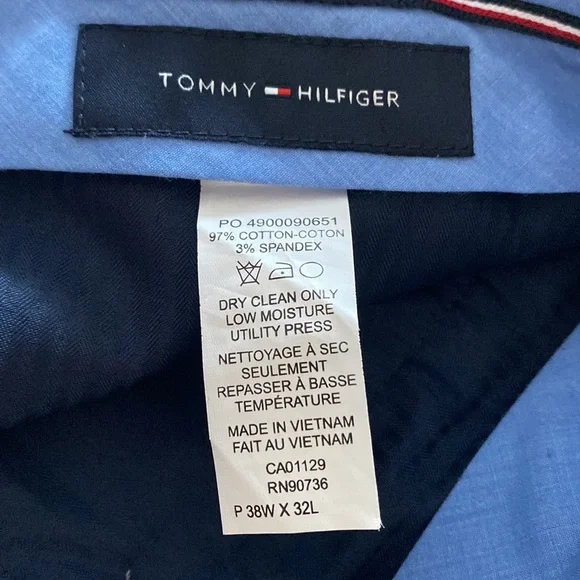 TOMMY HILFIGER
PO 4900090651
97% COTTON-COTON
3% SPANDEX
DRY CLEAN ONLY
LOW MOISTURE
UTILITY PRESS
NETTOYAGE À SEC
SEULEMENT
REPASSER À BASSE
TEMPÉRATURE
MADE IN VIETNAM
FAIT AU VIETNAM
CA01129
RN90736
P 38W X 32L